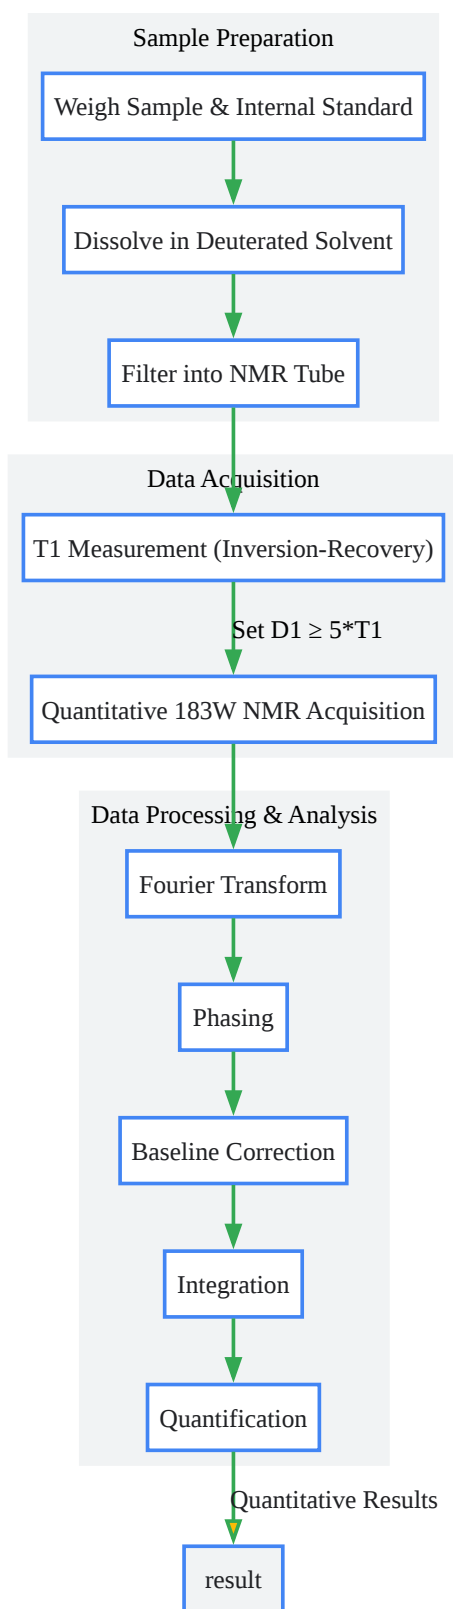 Sample Preparation
Weigh Sample & Internal Standard
Dissolve in Deuterated Solvent
Filter into NMR Tube
Data Acquisition
T1 Measurement (Inversion-Recovery)
Set D1 ≥ 5*T1
Quantitative 183W NMR Acquisition
Data Processing & Analysis
Fourier Transform
Phasing
Baseline Correction
Integration
Quantification
Quantitative Results
result